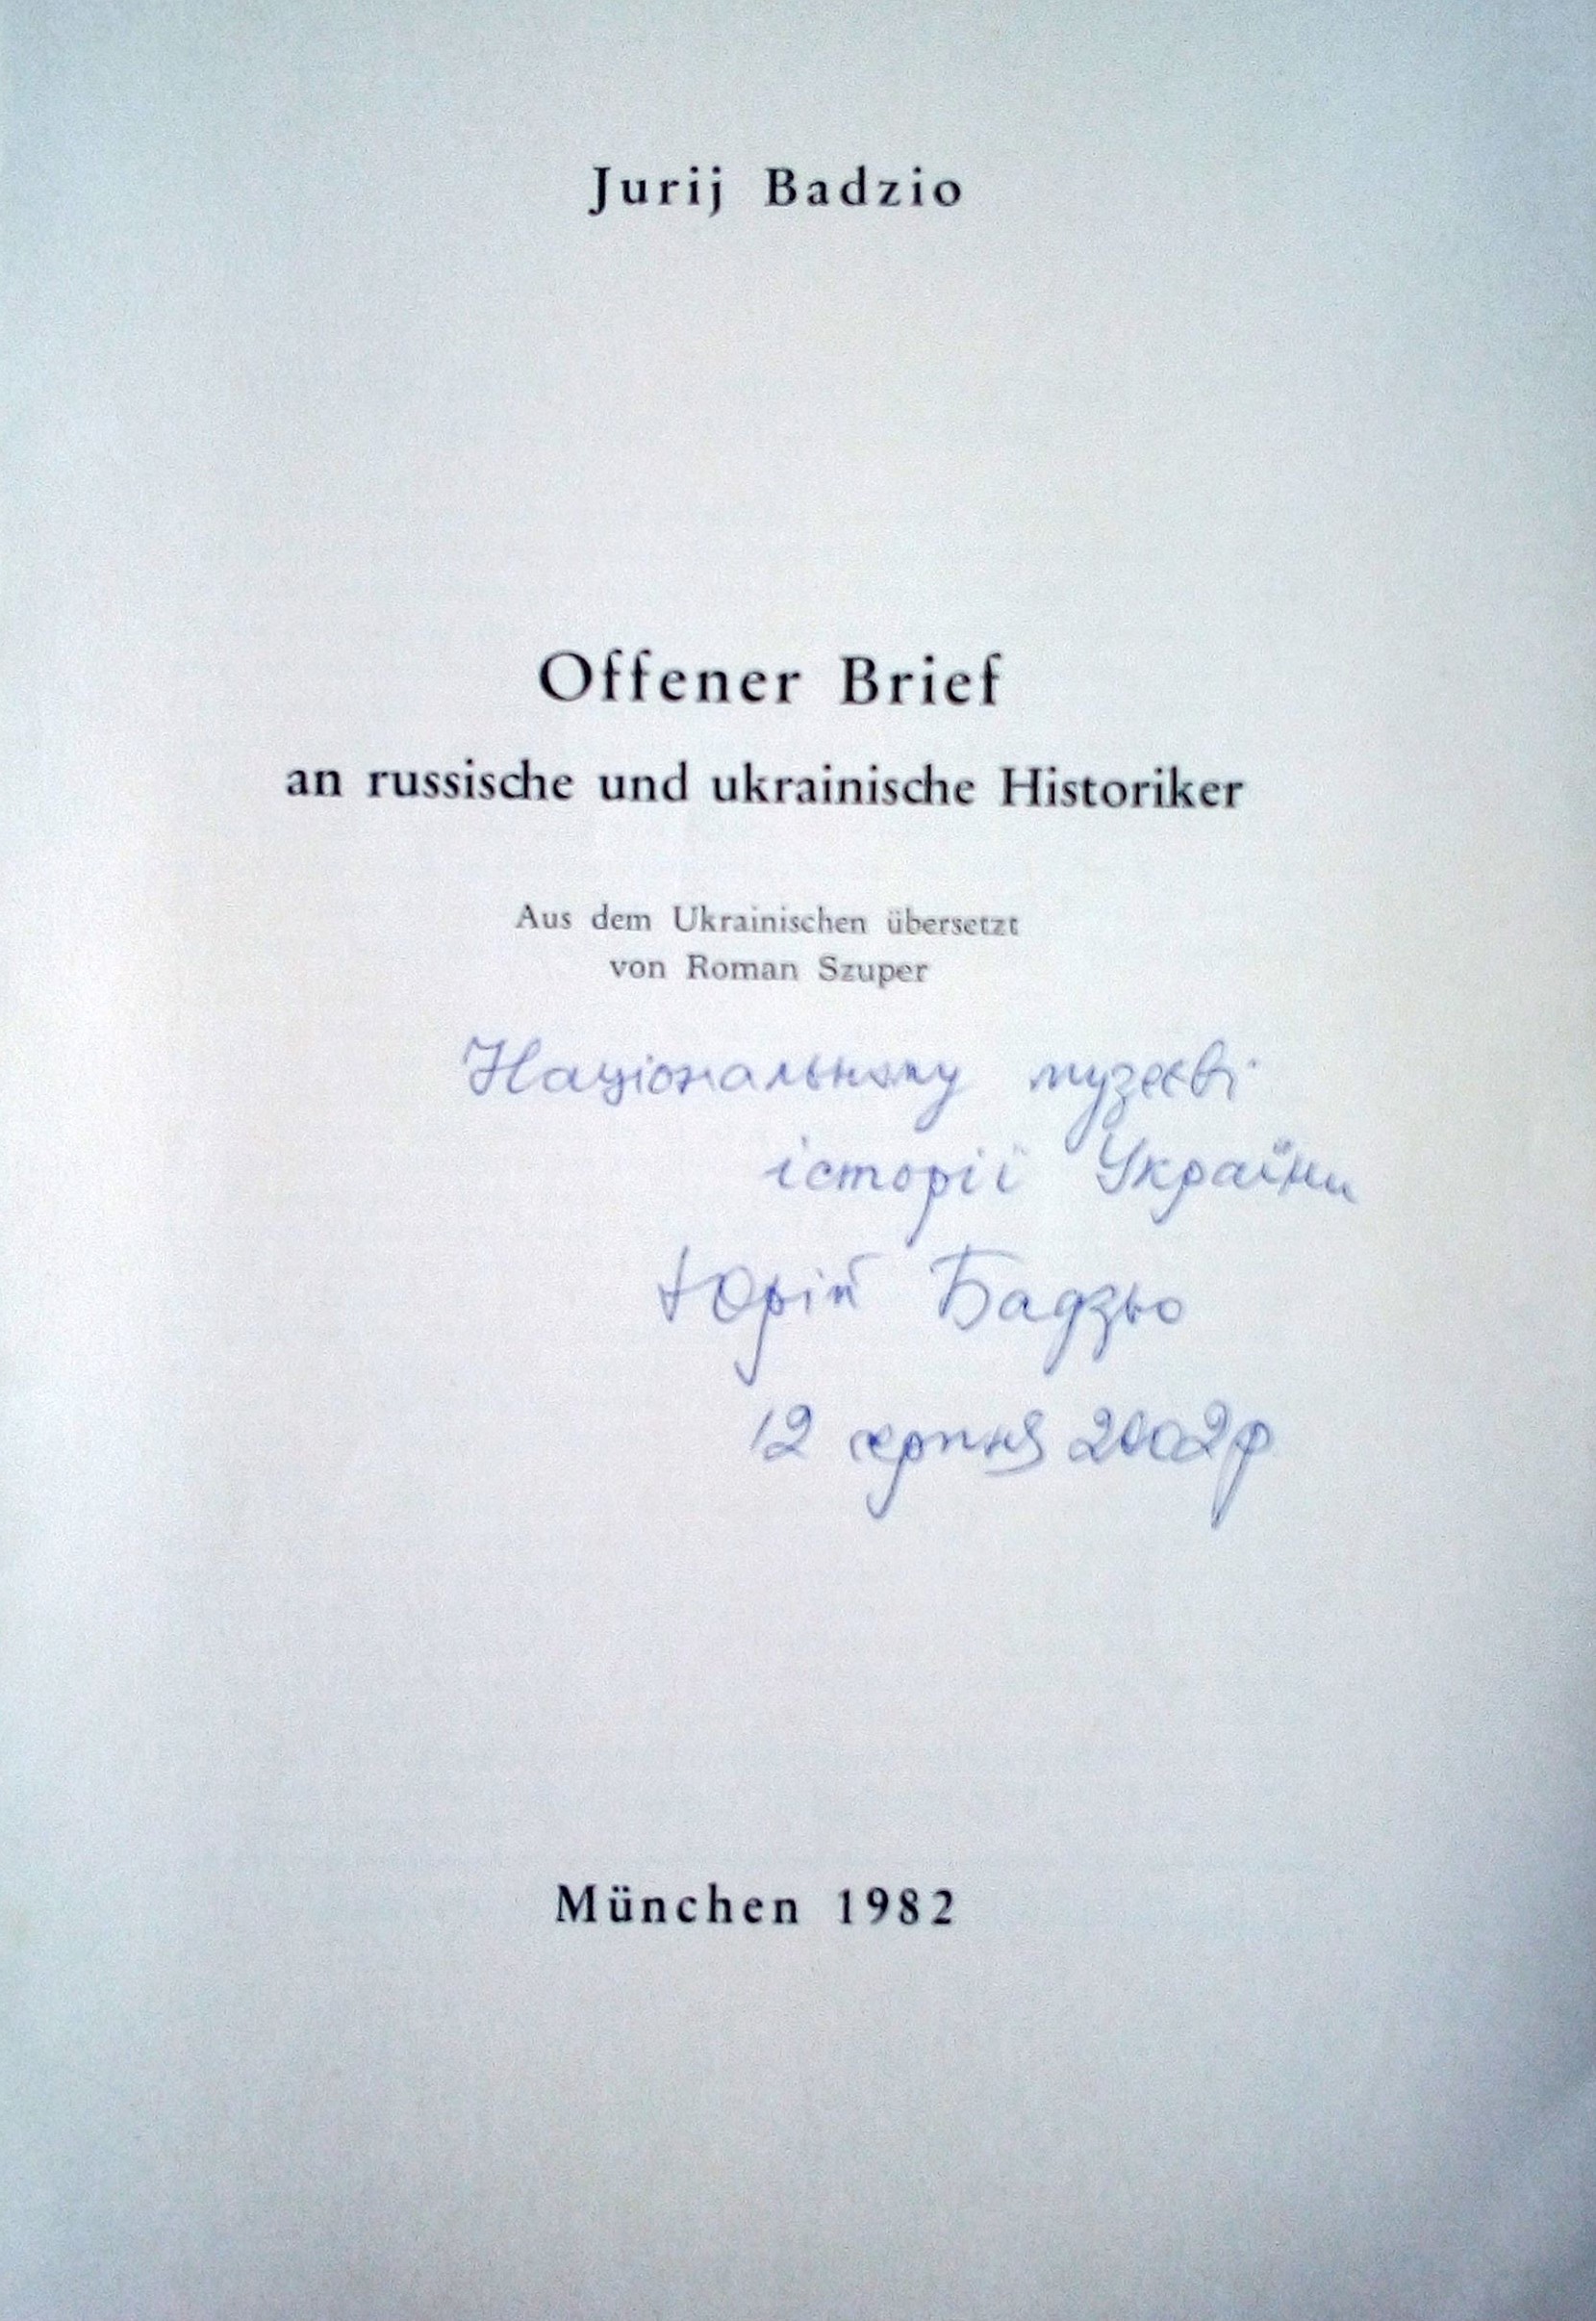 Jurij Badzio
Offener Brief
an russische und ukrainische Historiker
Aus dem Ukrainischen übersetzt
von Roman Szuper
Національному музеєві
історії України
Юрій Бадзьо
12 серпня 2002р
München 1982